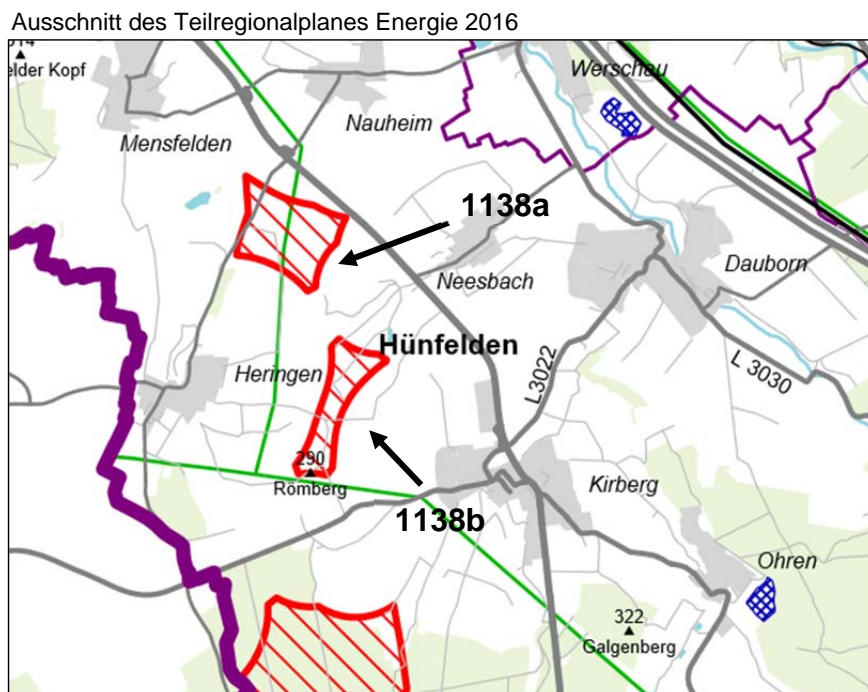 Ausschnitt des Teilregionalplanes Energie 2016
elder Kopf
Werschau
Nauheim
Mensfelden
1138a
Dauborn
Neesbach
Hünfelden
Heringen
L3022
L 3030
290
Römberg
Kirberg
1138b
Ohren
322
Galgenberg